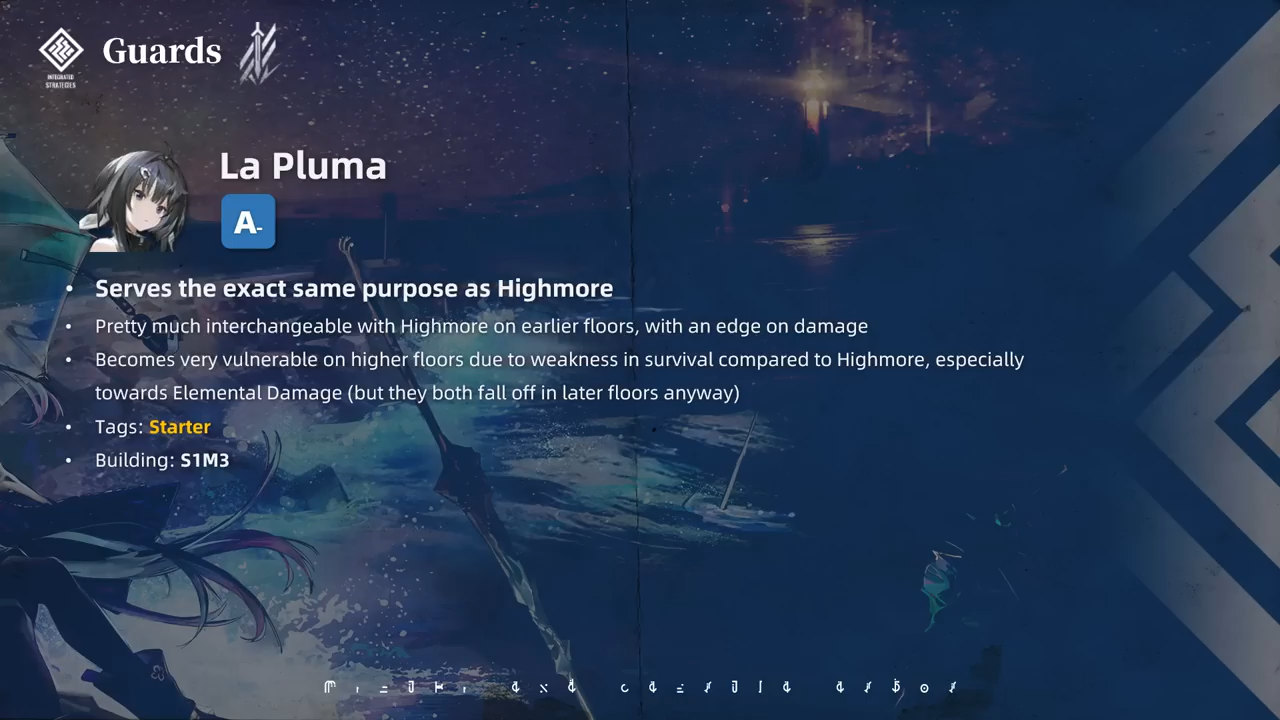 Guards
INTEGRATED
STRATEGIES
La Pluma
A-
• Serves the exact same purpose as Highmore
• Pretty much interchangeable with Highmore on earlier floors, with an edge on damage
• Becomes very vulnerable on higher floors due to weakness in survival compared to Highmore, especially
towards Elemental Damage (but they both fall off in later floors anyway)
• Tags: Starter
• Building: S1M3